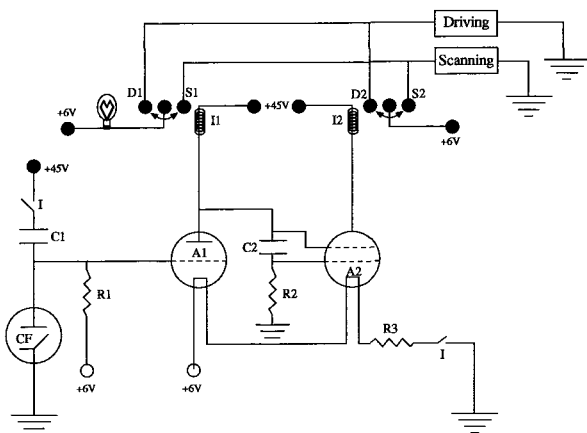 Driving
Scanning
D1 S1 D2 S2
+6V +45V
I1 I2 +6V
+45V
I
C1
A1 C2 A2
R1 R2 R3
CF I
+6V +6V